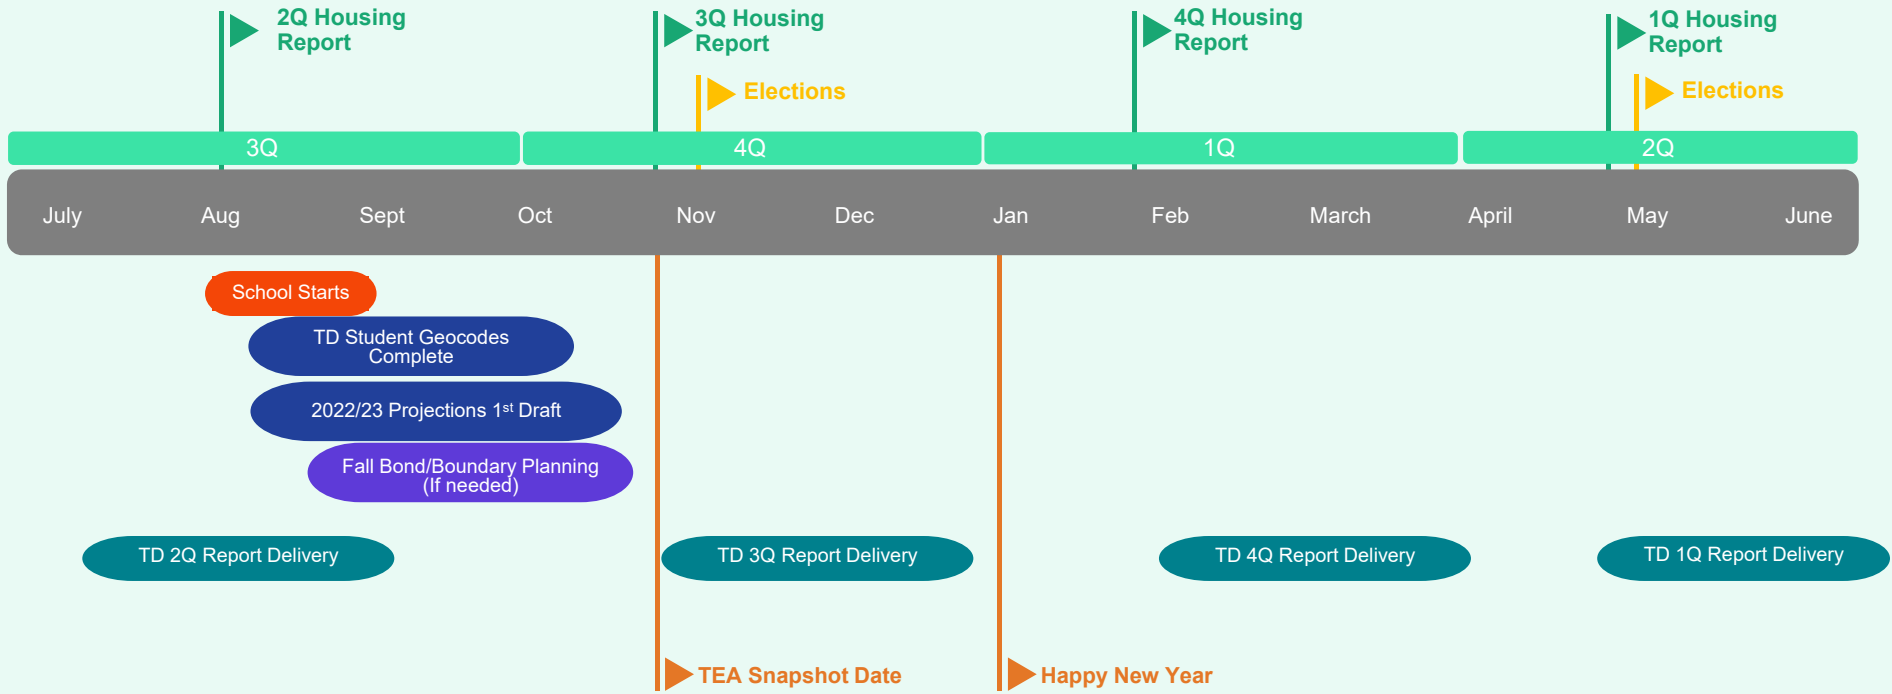 2Q Housing
Report
3Q Housing
Report
4Q Housing
Report
1Q Housing
Report
Elections
Elections
3Q
4Q
1Q
2Q
July
Aug
Sept
Oct
Nov
Dec
Jan
Feb
March
April
May
June
School Starts
TD Student Geocodes
Complete
2022/23 Projections 1st Draft
Fall Bond/Boundary Planning
(If needed)
TD 2Q Report Delivery
TD 3Q Report Delivery
TD 4Q Report Delivery
TD 1Q Report Delivery
TEA Snapshot Date
Happy New Year